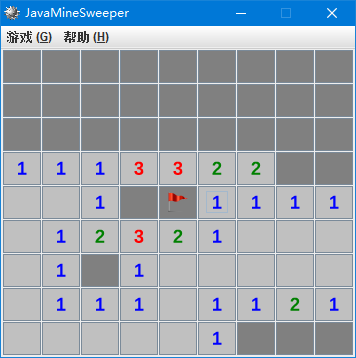 JavaMineSweeper
游戏 (G) 帮助 (H)
1 1 1 3 3 2 2
1 1 1 1 1
1 2 3 2 1
1 1
1 1 1 1 1 2 1
1